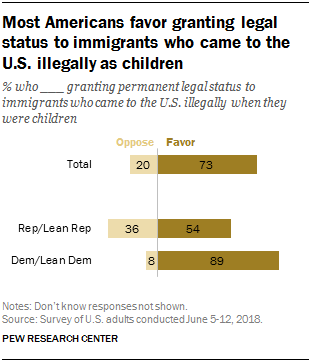 Most Americans favor granting legal
status to immigrants who came to the
U.S. illegally as children
% who ___ granting permanent legal status to
immigrants who came to the U.S. illegally when they
were children
Oppose Favor
Total 20 73
Rep/Lean Rep 36 54
Dem/Lean Dem 8 89
Notes: Don't know responses not shown.
Source: Survey of U.S. adults conducted June 5-12, 2018.
PEW RESEARCH CENTER